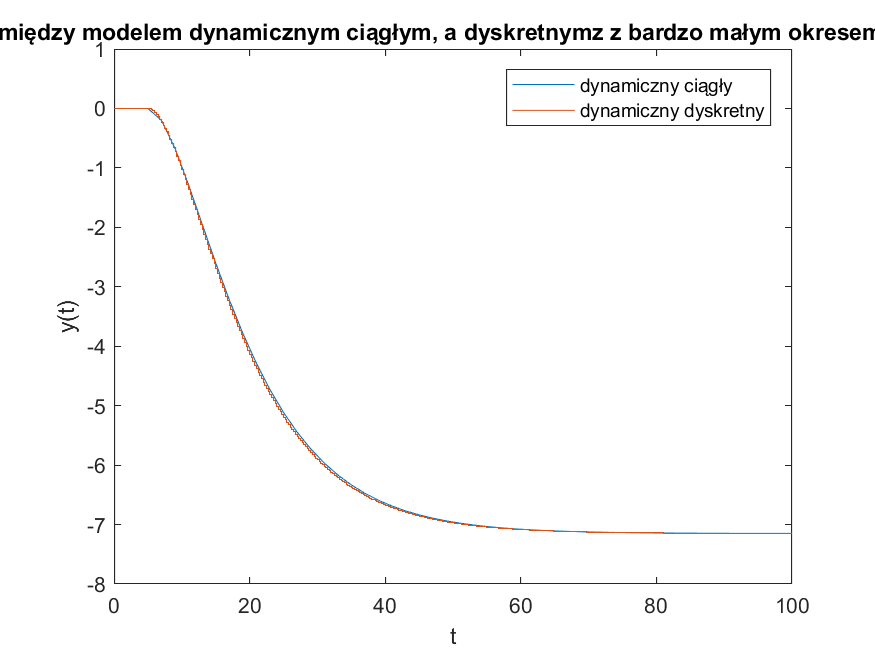 między modelem dynamicznym ciągłym, a dyskretnymz z bardzo małym okresem
dynamiczny ciągły
dynamiczny dyskretny
1
0
-1
-2
-3
-4
-5
-6
-7
-8
y(t)
0 20 40 60 80 100
t